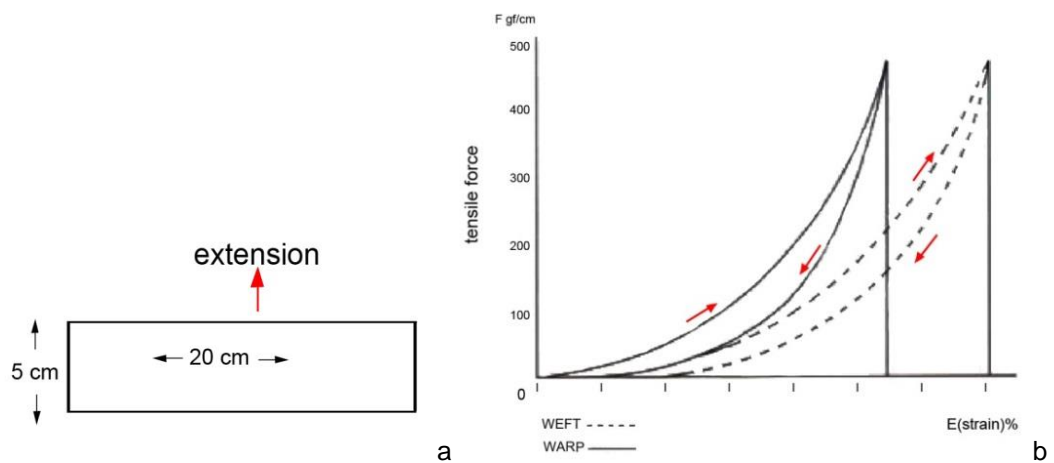 extension
5 cm
20 cm
a
F gf/cm
500
400
300
200
100
0
tensile force
WEFT
WARP
E(strain)%
b